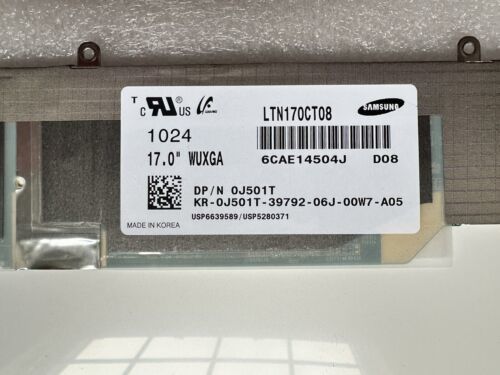 T
C UL US
LTN170CT08
SAMSUNG
1024
17.0" WUXGA
6CAE14504J D08
DP/N 0J501T
KR-0J501T-39792-06J-00W7-A05
USP6639589/USP5280371
MADE IN KOREA